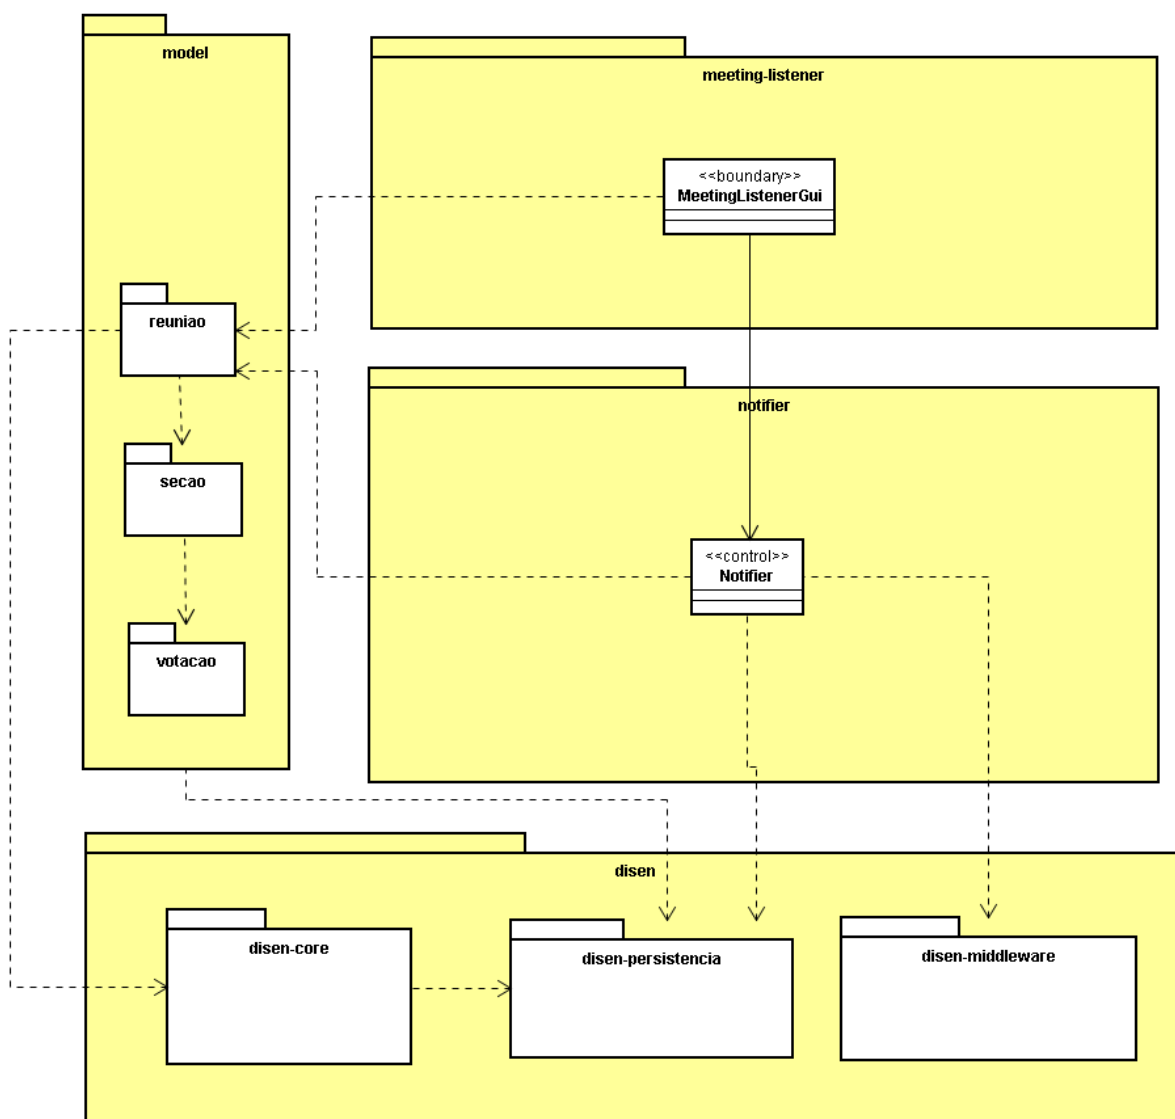 model
meeting-listener
<<boundary>>
MeetingListenerGui
reuniao
notifier
secao
<<control>>
Notifier
votacao
disen
disen-core
disen-persistencia
disen-middleware